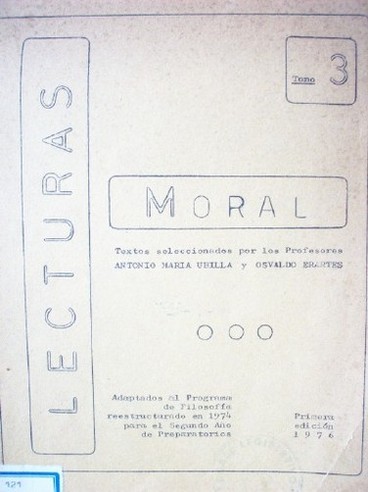 LECTURAS
Tomo 3
MORAL
Textos seleccionados por los Profesores
ANTONIO MARIA UBILLA y OSVALDO ERARTES
Adaptados al Programa
de Filosofía
reestructurado en 1974
para el Segundo Año
de Preparatorios
Primera
edición
1976
121